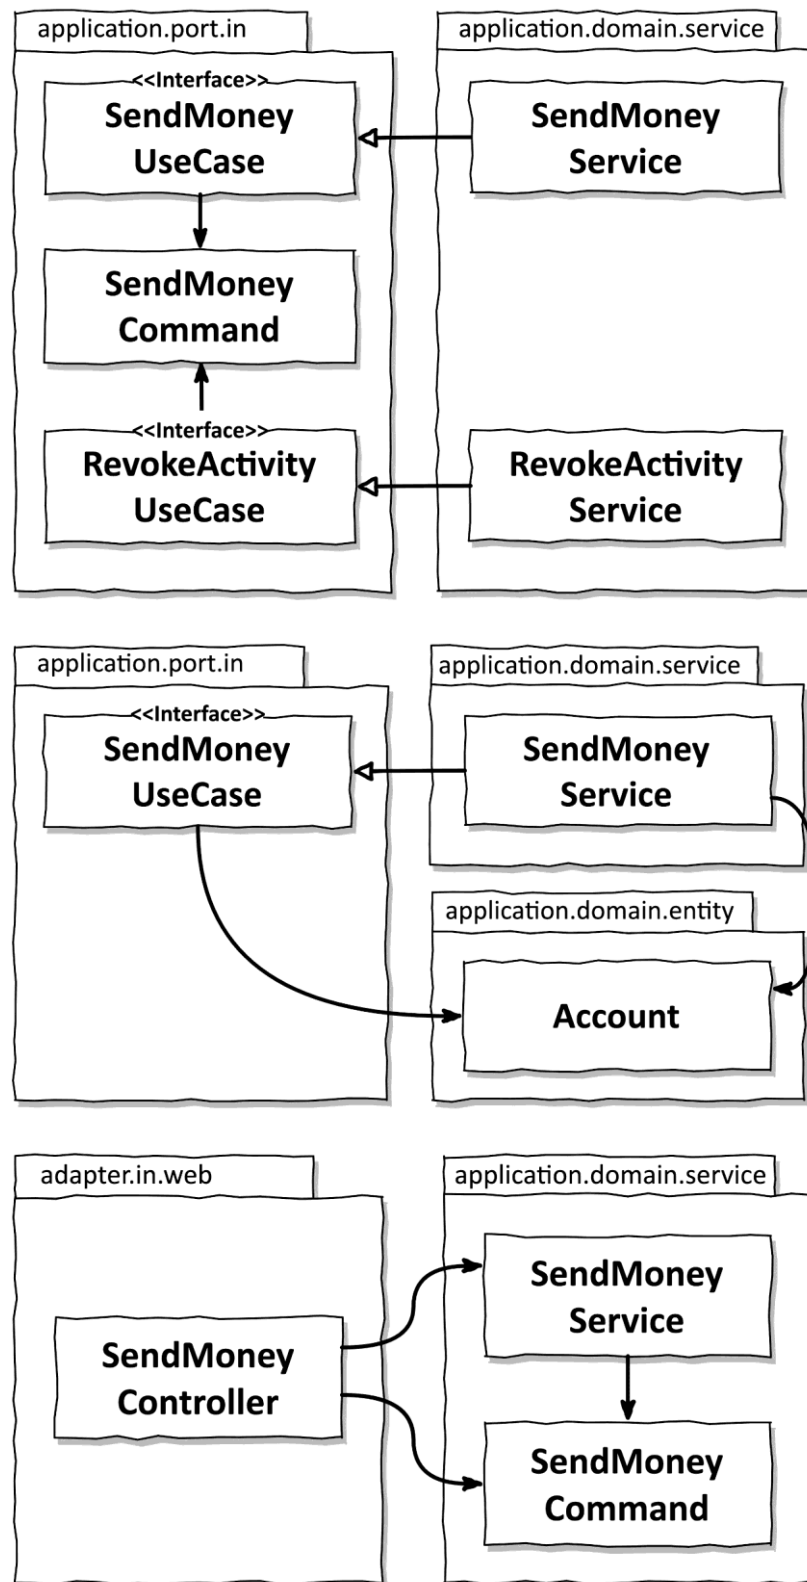 application.port.in
application.domain.service
<<Interface>>
SendMoney
UseCase
SendMoney
Service
SendMoney
Command
<<Interface>>
RevokeActivity
UseCase
RevokeActivity
Service
application.port.in
application.domain.service
<<Interface>>
SendMoney
UseCase
SendMoney
Service
application.domain.entity
Account
adapter.in.web
application.domain.service
SendMoney
Service
SendMoney
Controller
SendMoney
Command